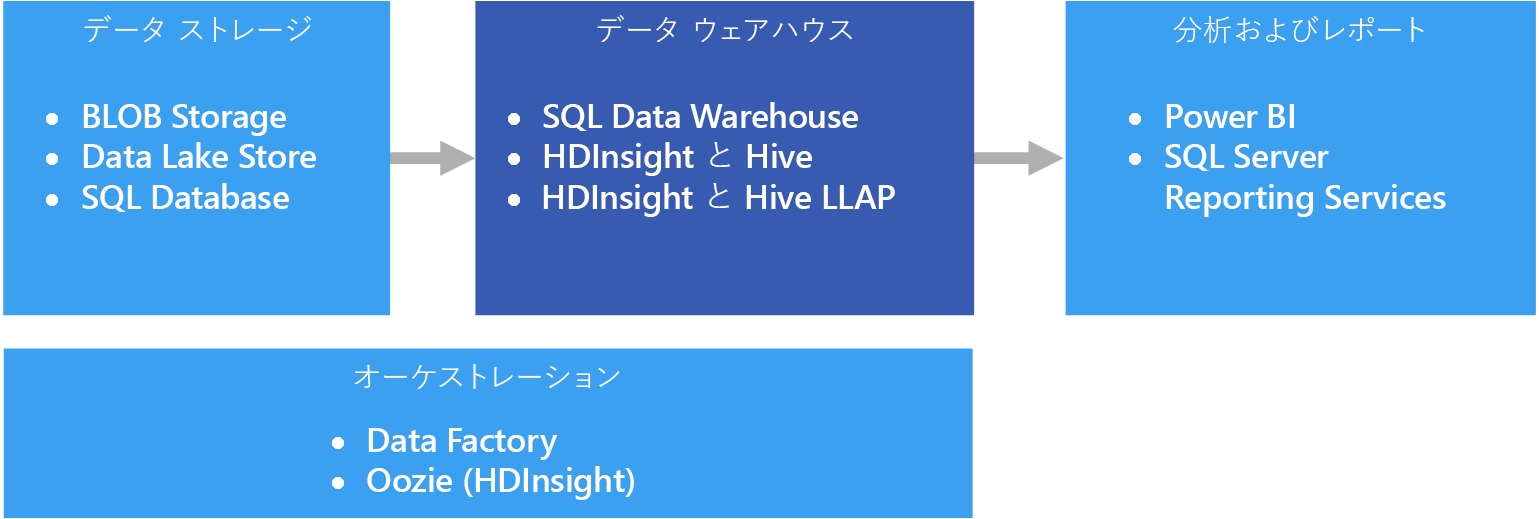 データ ストレージ
• BLOB Storage
• Data Lake Store
• SQL Database
データ ウェアハウス
• SQL Data Warehouse
• HDInsight と Hive
• HDInsight と Hive LLAP
分析およびレポート
• Power BI
• SQL Server
Reporting Services
オーケストレーション
• Data Factory
• Oozie (HDInsight)